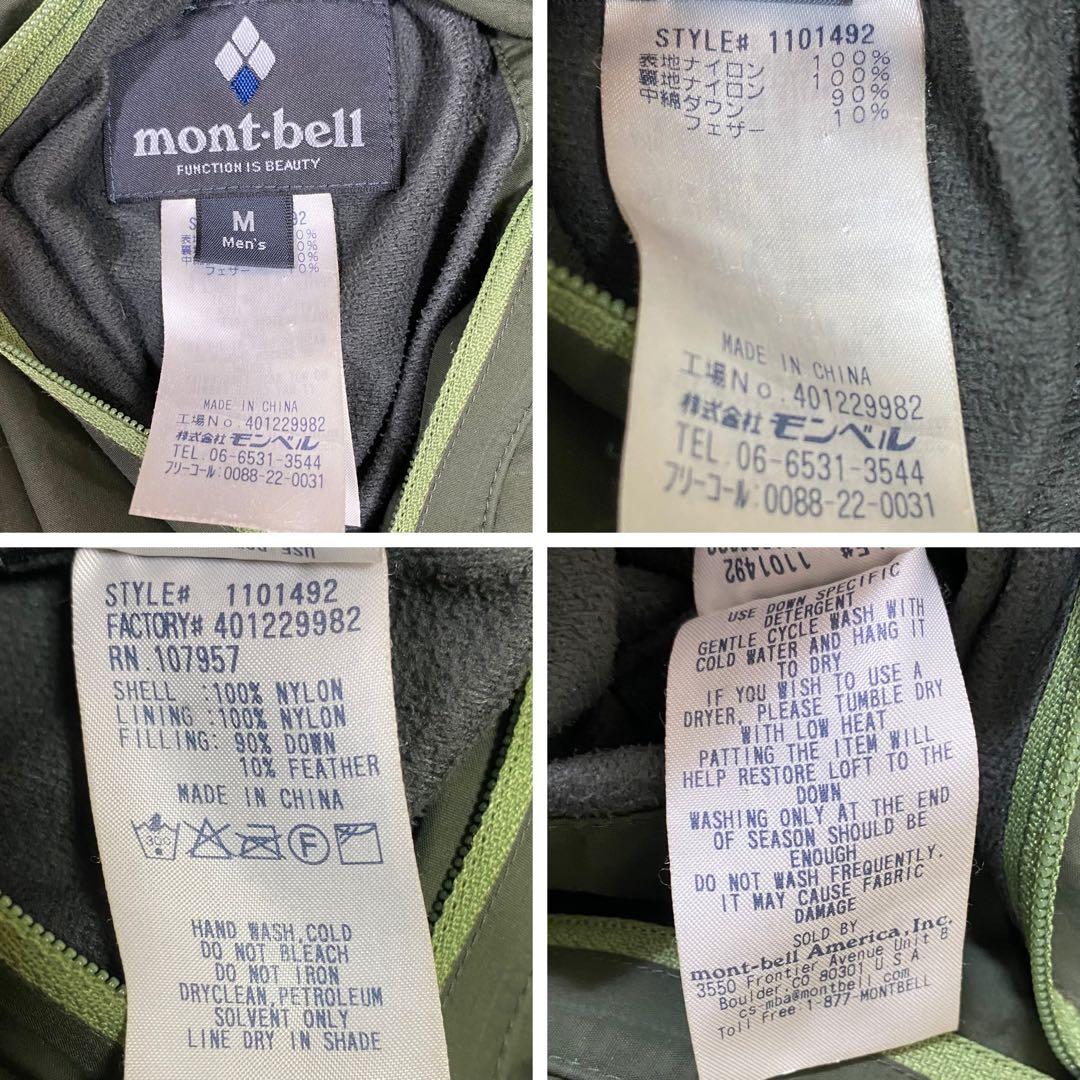 mont-bell
FUNCTION IS BEAUTY
M
Men's
S 92
0%
0%
0%
フェザー 0%
MADE IN CHINA
工場No.401229982
株式会社 モンベル
TEL.06-6531-3544
フリーコール:0088-22-0031
STYLE# 1101492
表地ナイロン 100%
裏地ナイロン 100%
中綿ダウン 90%
フェザー 10%
MADE IN CHINA
工場No.401229982
株式会社 モンベル
TEL.06-6531-3544
フリーコール:0088-22-0031
STYLE# 1101492
FACTORY# 401229982
RN.107957
SHELL :100% NYLON
LINING :100% NYLON
FILLING: 90% DOWN
10% FEATHER
MADE IN CHINA
30
HAND WASH,COLD
DO NOT BLEACH
DO NOT IRON
DRYCLEAN,PETROLEUM
SOLVENT ONLY
LINE DRY IN SHADE
1101492
USE DOWN SPECIFIC
DETERGENT
GENTLE CYCLE WASH WITH
COLD WATER AND HANG IT
TO DRY
IF YOU WISH TO USE A
DRYER, PLEASE TUMBLE DRY
WITH LOW HEAT
PATTING THE ITEM WILL
HELP RESTORE LOFT TO THE
DOWN
WASHING ONLY AT THE END
OF SEASON SHOULD BE
ENOUGH
DO NOT WASH FREQUENTLY.
IT MAY CAUSE FABRIC
DAMAGE
SOLD BY
mont-bell America,Inc.
3550 Frontier Avenue Unit B
Boulder,CO 80301 U S A
cs-mba@montbell.com
Toll Free:1-877-MONTBELL